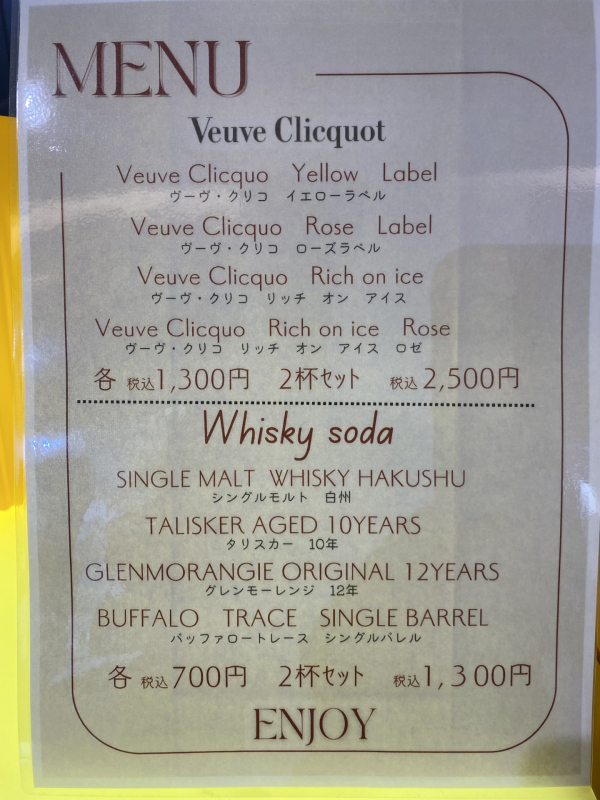 MENU
Veuve Clicquot
Veuve Clicquo Yellow Label
ヴーヴ・クリコ イエローラベル
Veuve Clicquo Rose Label
ヴーヴ・クリコ ローズラベル
Veuve Clicquo Rich on ice
ヴーヴ・クリコ リッチ オン アイス
Veuve Clicquo Rich on ice Rose
ヴーヴ・クリコ リッチ オン アイス ロゼ
各 税込1,300円 2杯セット 税込2,500円
Whisky soda
SINGLE MALT WHISKY HAKUSHU
シングルモルト 白州
TALISKER AGED 10YEARS
タリスカー 10年
GLENMORANGIE ORIGINAL 12YEARS
グレンモーレンジ 12年
BUFFALO TRACE SINGLE BARREL
バッファロートレース シングルバレル
各 税込700円 2杯セット 税込1,300円
ENJOY